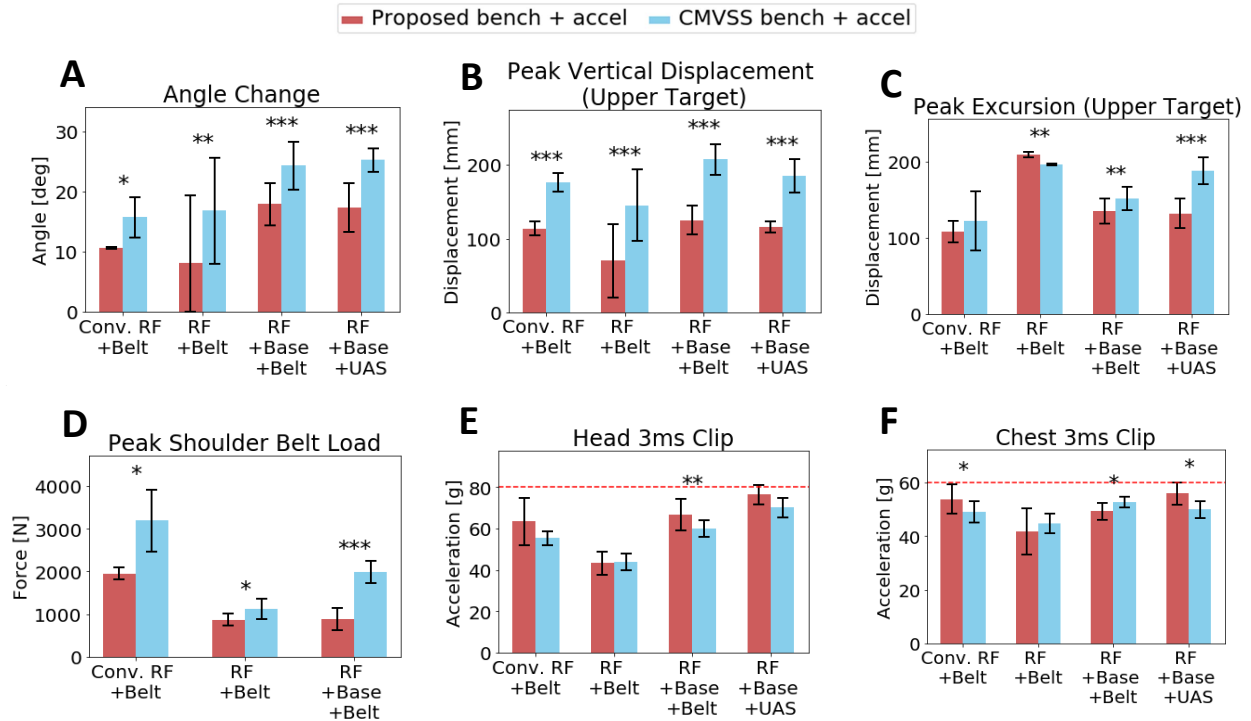 Proposed bench + accel
CMVSS bench + accel
A
Angle Change
Angle [deg]
30
20
10
0
*
**
***
***
Conv. RF
+Belt
RF
+Belt
RF
+Base
+Belt
RF
+Base
+UAS
B
Peak Vertical Displacement
(Upper Target)
Displacement [mm]
200
100
0
***
***
***
***
Conv. RF
+Belt
RF
+Belt
RF
+Base
+Belt
RF
+Base
+UAS
C
Peak Excursion (Upper Target)
Displacement [mm]
200
100
0
**
**
***
Conv. RF
+Belt
RF
+Belt
RF
+Base
+Belt
RF
+Base
+UAS
D
Peak Shoulder Belt Load
Force [N]
4000
3000
2000
1000
0
*
*
***
Conv. RF
+Belt
RF
+Belt
RF
+Base
+Belt
E
Head 3ms Clip
Acceleration [g]
80
60
40
20
0
**
Conv. RF
+Belt
RF
+Belt
RF
+Base
+Belt
RF
+Base
+UAS
F
Chest 3ms Clip
Acceleration [g]
60
40
20
0
*
*
*
Conv. RF
+Belt
RF
+Belt
RF
+Base
+Belt
RF
+Base
+UAS